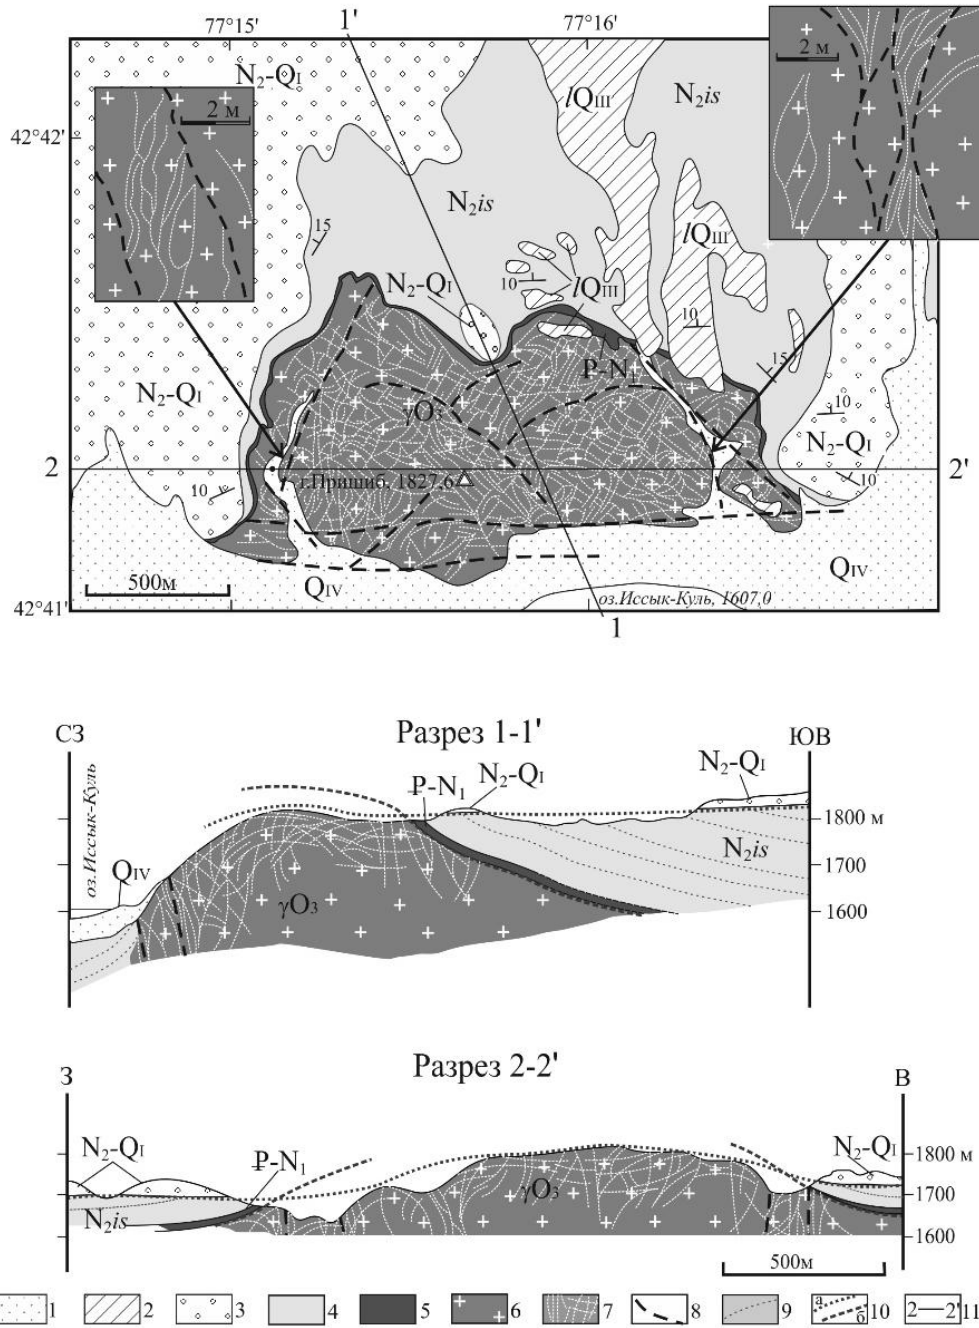 1'
77°15'
77°16'
2 м
N₂-Qᴵ
2 м
lQᴵᴵᴵ
N₂is
42°42'
N₂is
15
lQᴵᴵᴵ
N₂-Qᴵ
10
lQᴵᴵᴵ
10
15
Р-N₁
N₂-Qᴵ
γO₃
10
N₂-Qᴵ
2
2'
г.Пришиб, 1827,6
10
10
500м
Qᴵⱽ
Qᴵⱽ
42°41'
оз.Иссык-Куль, 1607,0
1
СЗ
Разрез 1-1'
ЮВ
оз.Иссык-Куль
Р-N₁
N₂-Qᴵ
N₂-Qᴵ
1800 м
N₂is
1700
Qᴵⱽ
γO₃
1600
З
Разрез 2-2'
В
N₂-Qᴵ
Р-N₁
N₂-Qᴵ
1800 м
γO₃
1700
N₂is
1600
500м
1 2 3 4 5 6 7 8 9 а б 10 2 2' 11